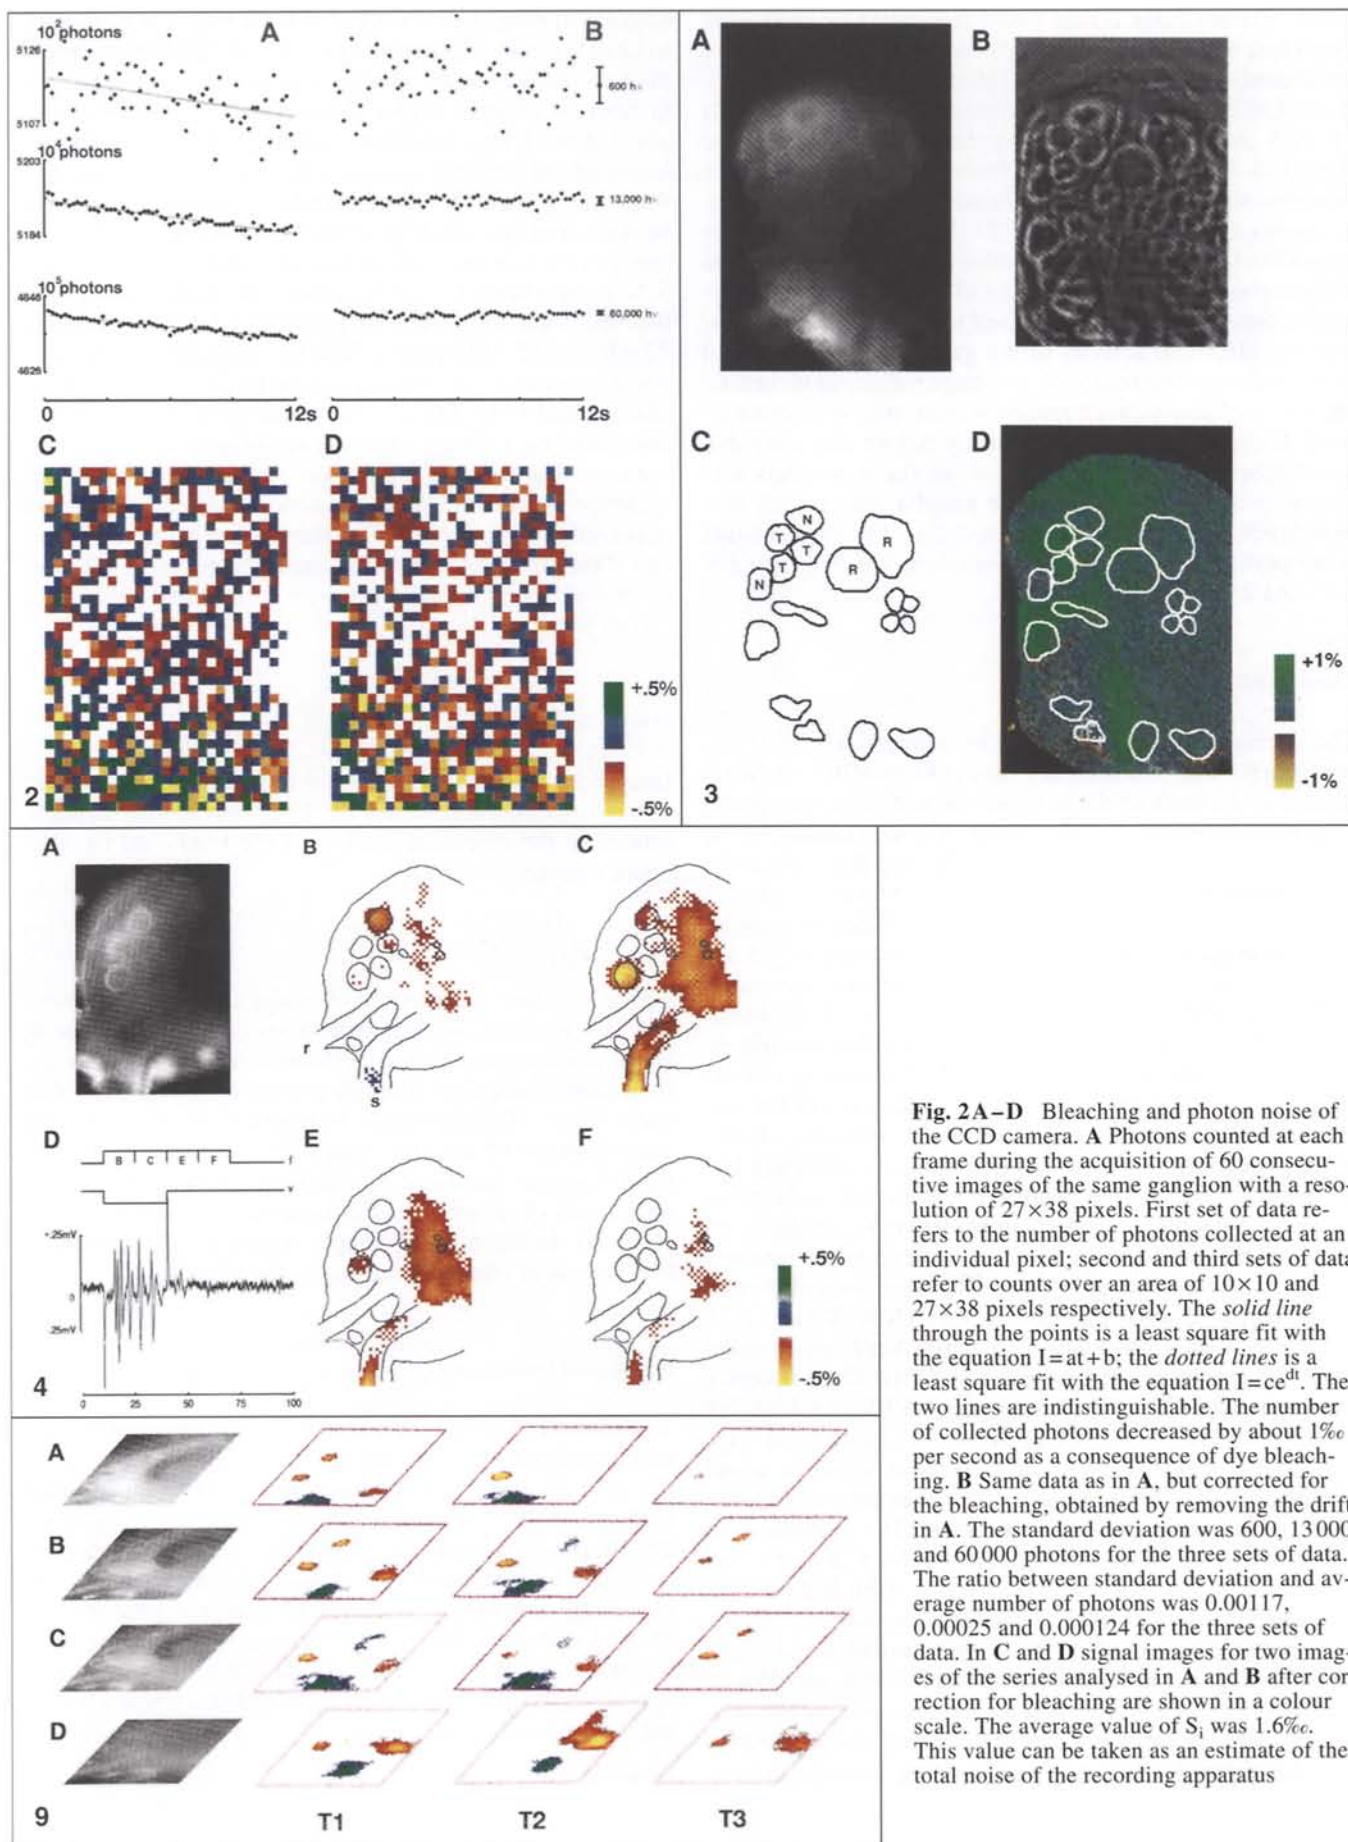 10² photons
A
B
5126
5107
600 hν
10⁴ photons
5203
5194
13,000 hν
10⁵ photons
4646
4626
60,000 hν
0
12s
0
12s
C
D
+.5%
-.5%
2
A
B
C
D
N
T
T
T
N
R
R
+1%
-1%
3
A
B
C
r
s
D
B
C
E
F
f
v
+.25mV
0
.25mV
0
25
50
75
100
E
F
+.5%
-.5%
4
A
B
C
D
9
T1
T2
T3
Fig. 2A–D Bleaching and photon noise of
the CCD camera. A Photons counted at each
frame during the acquisition of 60 consecu-
tive images of the same ganglion with a reso-
lution of 27×38 pixels. First set of data re-
fers to the number of photons collected at an
individual pixel; second and third sets of data
refer to counts over an area of 10×10 and
27×38 pixels respectively. The solid line
through the points is a least square fit with
the equation I=at+b; the dotted lines is a
least square fit with the equation I=ceᵈᵗ. The
two lines are indistinguishable. The number
of collected photons decreased by about 1‰
per second as a consequence of dye bleach-
ing. B Same data as in A, but corrected for
the bleaching, obtained by removing the drift
in A. The standard deviation was 600, 13000
and 60000 photons for the three sets of data.
The ratio between standard deviation and av-
erage number of photons was 0.00117,
0.00025 and 0.000124 for the three sets of
data. In C and D signal images for two imag-
es of the series analysed in A and B after cor-
rection for bleaching are shown in a colour
scale. The average value of Sᵢ was 1.6‰.
This value can be taken as an estimate of the
total noise of the recording apparatus